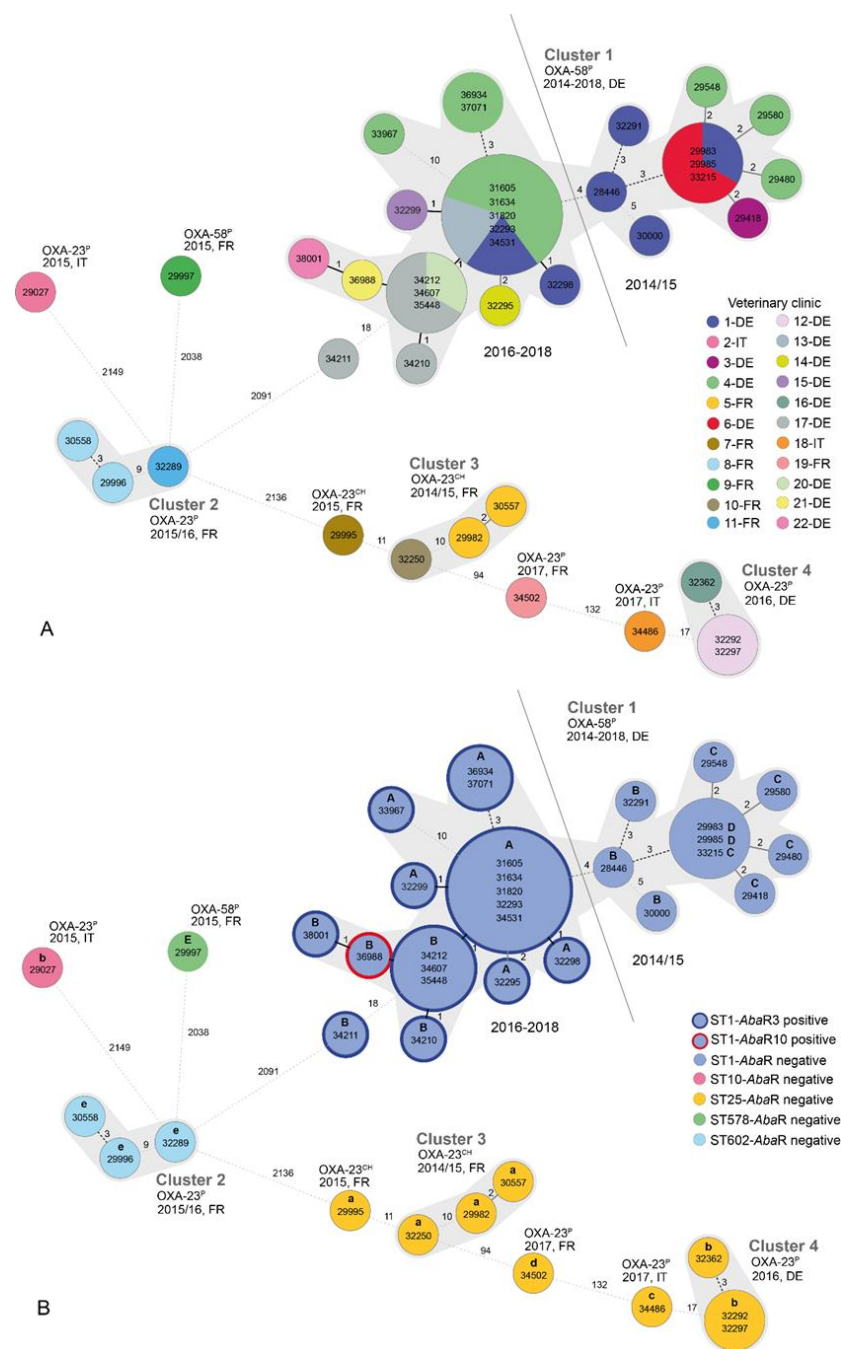 Cluster 1
OXA-58P
2014-2018, DE
36934
37071
29548
32291
29580
33967
2
3
2
3
10
29983
29985
33215
31605
31634
31820
32293
34531
3
28446
4
2
29480
32299
1
2
5
OXA-58P
2015, FR
29418
OXA-23P
2015, IT
30000
38001
1
34212
34607
35448
1
1
29997
36988
2
32298
29027
2014/15
32295
18
1
2016-2018
34211
34210
2038
2149
2091
Veterinary clinic
1-DE
12-DE
2-IT
13-DE
3-DE
14-DE
4-DE
15-DE
5-FR
16-DE
6-DE
17-DE
7-FR
18-IT
8-FR
19-FR
9-FR
20-DE
10-FR
21-DE
11-FR
22-DE
30558
3
29996
9
32289
Cluster 2
OXA-23P
2015/16, FR
2136
Cluster 3
OXA-23CH
2014/15, FR
OXA-23CH
2015, FR
30557
2
29982
10
29995
11
32250
94
OXA-23P
2017, FR
34502
132
OXA-23P
2017, IT
34486
17
Cluster 4
OXA-23P
2016, DE
32362
3
32292
32297
A
Cluster 1
OXA-58P
2014-2018, DE
A
36934
37071
C
29548
B
32291
C
29580
A
33967
2
3
2
3
10
29983 D
29985 D
33215 C
A
31605
31634
31820
32293
34531
3
B
28446
4
2
C
29480
A
32299
1
2
5
OXA-58P
2015, FR
C
29418
OXA-23P
2015, IT
B
30000
B
38001
1
B
34212
34607
35448
1
1
E
29997
B
36988
2
A
32298
b
29027
2014/15
A
32295
18
1
2016-2018
B
34211
B
34210
2038
2149
2091
ST1-AbaR3 positive
ST1-AbaR10 positive
ST1-AbaR negative
ST10-AbaR negative
ST25-AbaR negative
ST578-AbaR negative
ST602-AbaR negative
e
30558
3
e
29996
9
e
32289
Cluster 2
OXA-23P
2015/16, FR
2136
Cluster 3
OXA-23CH
2014/15, FR
OXA-23CH
2015, FR
a
30557
2
a
29982
10
a
29995
11
a
32250
94
OXA-23P
2017, FR
d
34502
132
OXA-23P
2017, IT
c
34486
17
Cluster 4
OXA-23P
2016, DE
b
32362
3
b
32292
32297
B